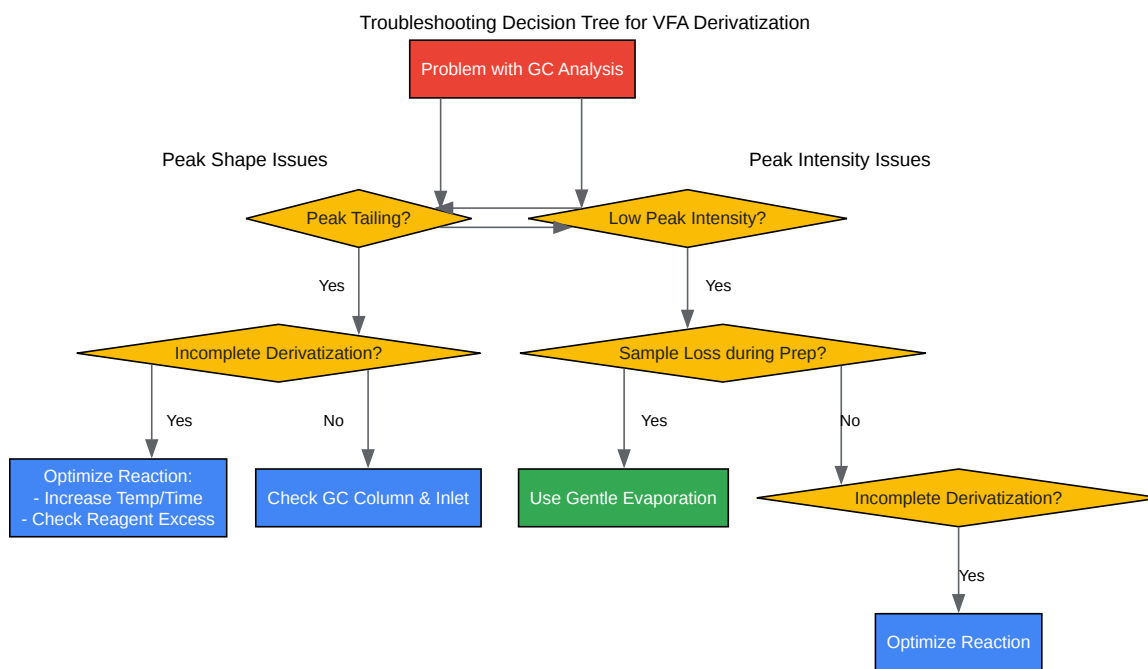 Troubleshooting Decision Tree for VFA Derivatization
Problem with GC Analysis
Peak Shape Issues
Peak Intensity Issues
Peak Tailing?
Low Peak Intensity?
Yes
Yes
Incomplete Derivatization?
Sample Loss during Prep?
Yes
No
Yes
No
Optimize Reaction:
- Increase Temp/Time
- Check Reagent Excess
Check GC Column & Inlet
Use Gentle Evaporation
Incomplete Derivatization?
Yes
Optimize Reaction